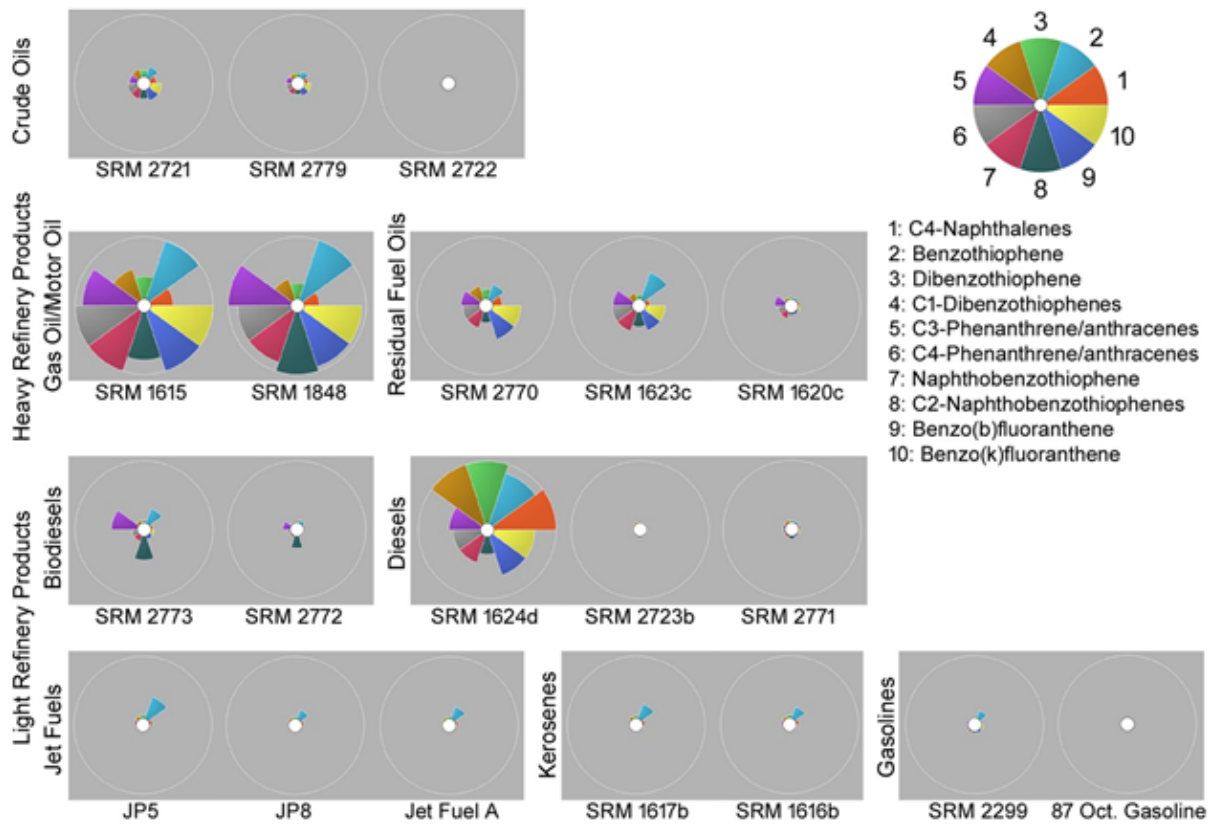 Crude Oils
SRM 2721
SRM 2779
SRM 2722
3
4
2
5
1
6
10
7
9
8
Heavy Refinery Products
Gas Oil/Motor Oil
SRM 1615
SRM 1848
Residual Fuel Oils
SRM 2770
SRM 1623c
SRM 1620c
1: C4-Naphthalenes
2: Benzothiophene
3: Dibenzothiophene
4: C1-Dibenzothiophenes
5: C3-Phenanthrene/anthracenes
6: C4-Phenanthrene/anthracenes
7: Naphthobenzothiophene
8: C2-Naphthobenzothiophenes
9: Benzo(b)fluoranthene
10: Benzo(k)fluoranthene
Light Refinery Products
Biodiesels
SRM 2773
SRM 2772
Diesels
SRM 1624d
SRM 2723b
SRM 2771
Jet Fuels
JP5
JP8
Jet Fuel A
Kerosenes
SRM 1617b
SRM 1616b
Gasolines
SRM 2299
87 Oct. Gasoline